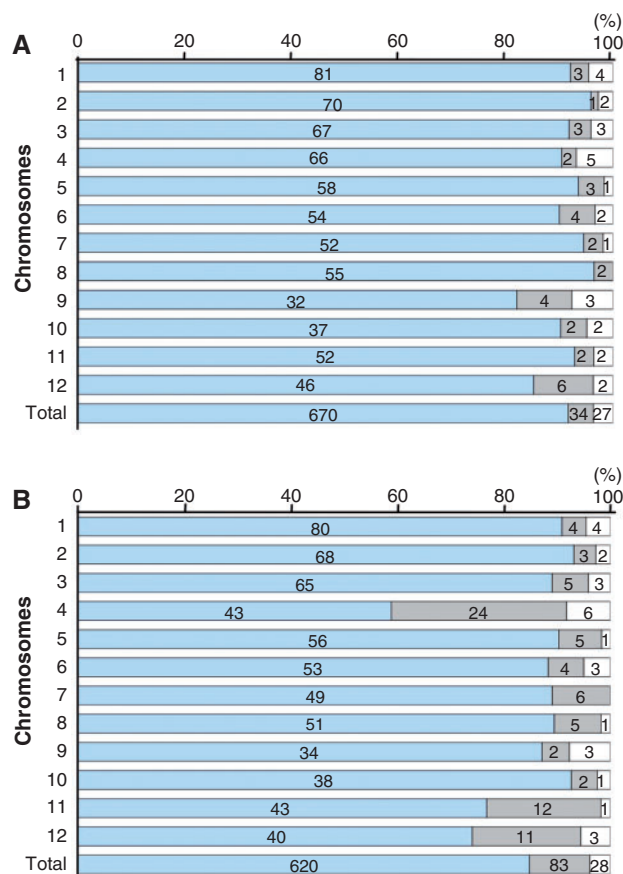 A
(%)
0 20 40 60 80 100
Chromosomes
1 81 3 4
2 70 1 2
3 67 3 3
4 66 2 5
5 58 3 1
6 54 4 2
7 52 2 1
8 55 2
9 32 4 3
10 37 2 2
11 52 2 2
12 46 6 2
Total 670 34 27
B
(%)
0 20 40 60 80 100
Chromosomes
1 80 4 4
2 68 3 2
3 65 5 3
4 43 24 6
5 56 5 1
6 53 4 3
7 49 6
8 51 5 1
9 34 2 3
10 38 2 1
11 43 12 1
12 40 11 3
Total 620 83 28